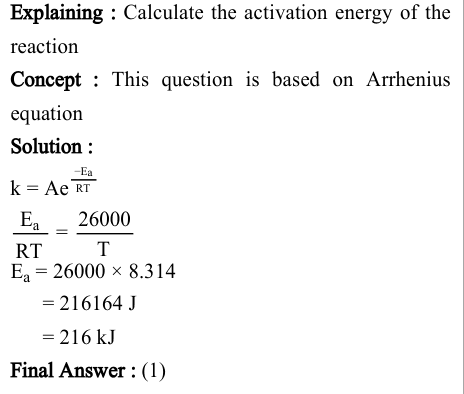 Explaining : Calculate the activation energy of the
reaction
Concept : This question is based on Arrhenius
equation
Solution :
k = Ae^(–Ea/RT)
Eₐ/RT = 26000/T
Eₐ = 26000 × 8.314
= 216164 J
= 216 kJ
Final Answer : (1)